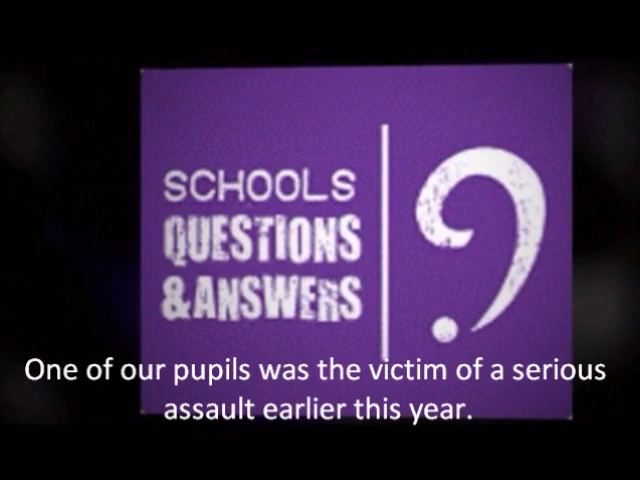 SCHOOLS
QUESTIONS
&ANSWERS
?
One of our pupils was the victim of a serious
assault earlier this year.